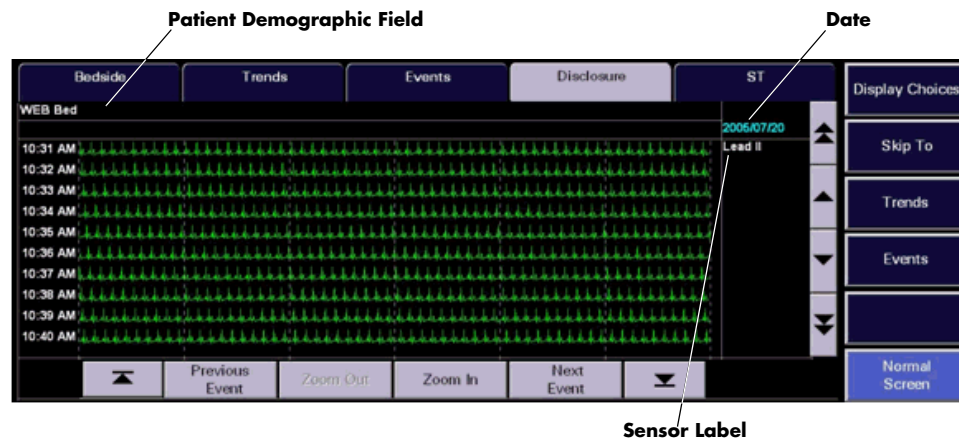 Patient Demographic Field
Date
Bedside
Trends
Events
Disclosure
ST
Display Choices
WEB Bed
2005/07/20
Skip To
10:31 AM
Lead II
10:32 AM
10:33 AM
Trends
10:34 AM
10:35 AM
10:36 AM
Events
10:37 AM
10:38 AM
10:39 AM
10:40 AM
Previous
Event
Zoom Out
Zoom In
Next
Event
Normal
Screen
Sensor Label